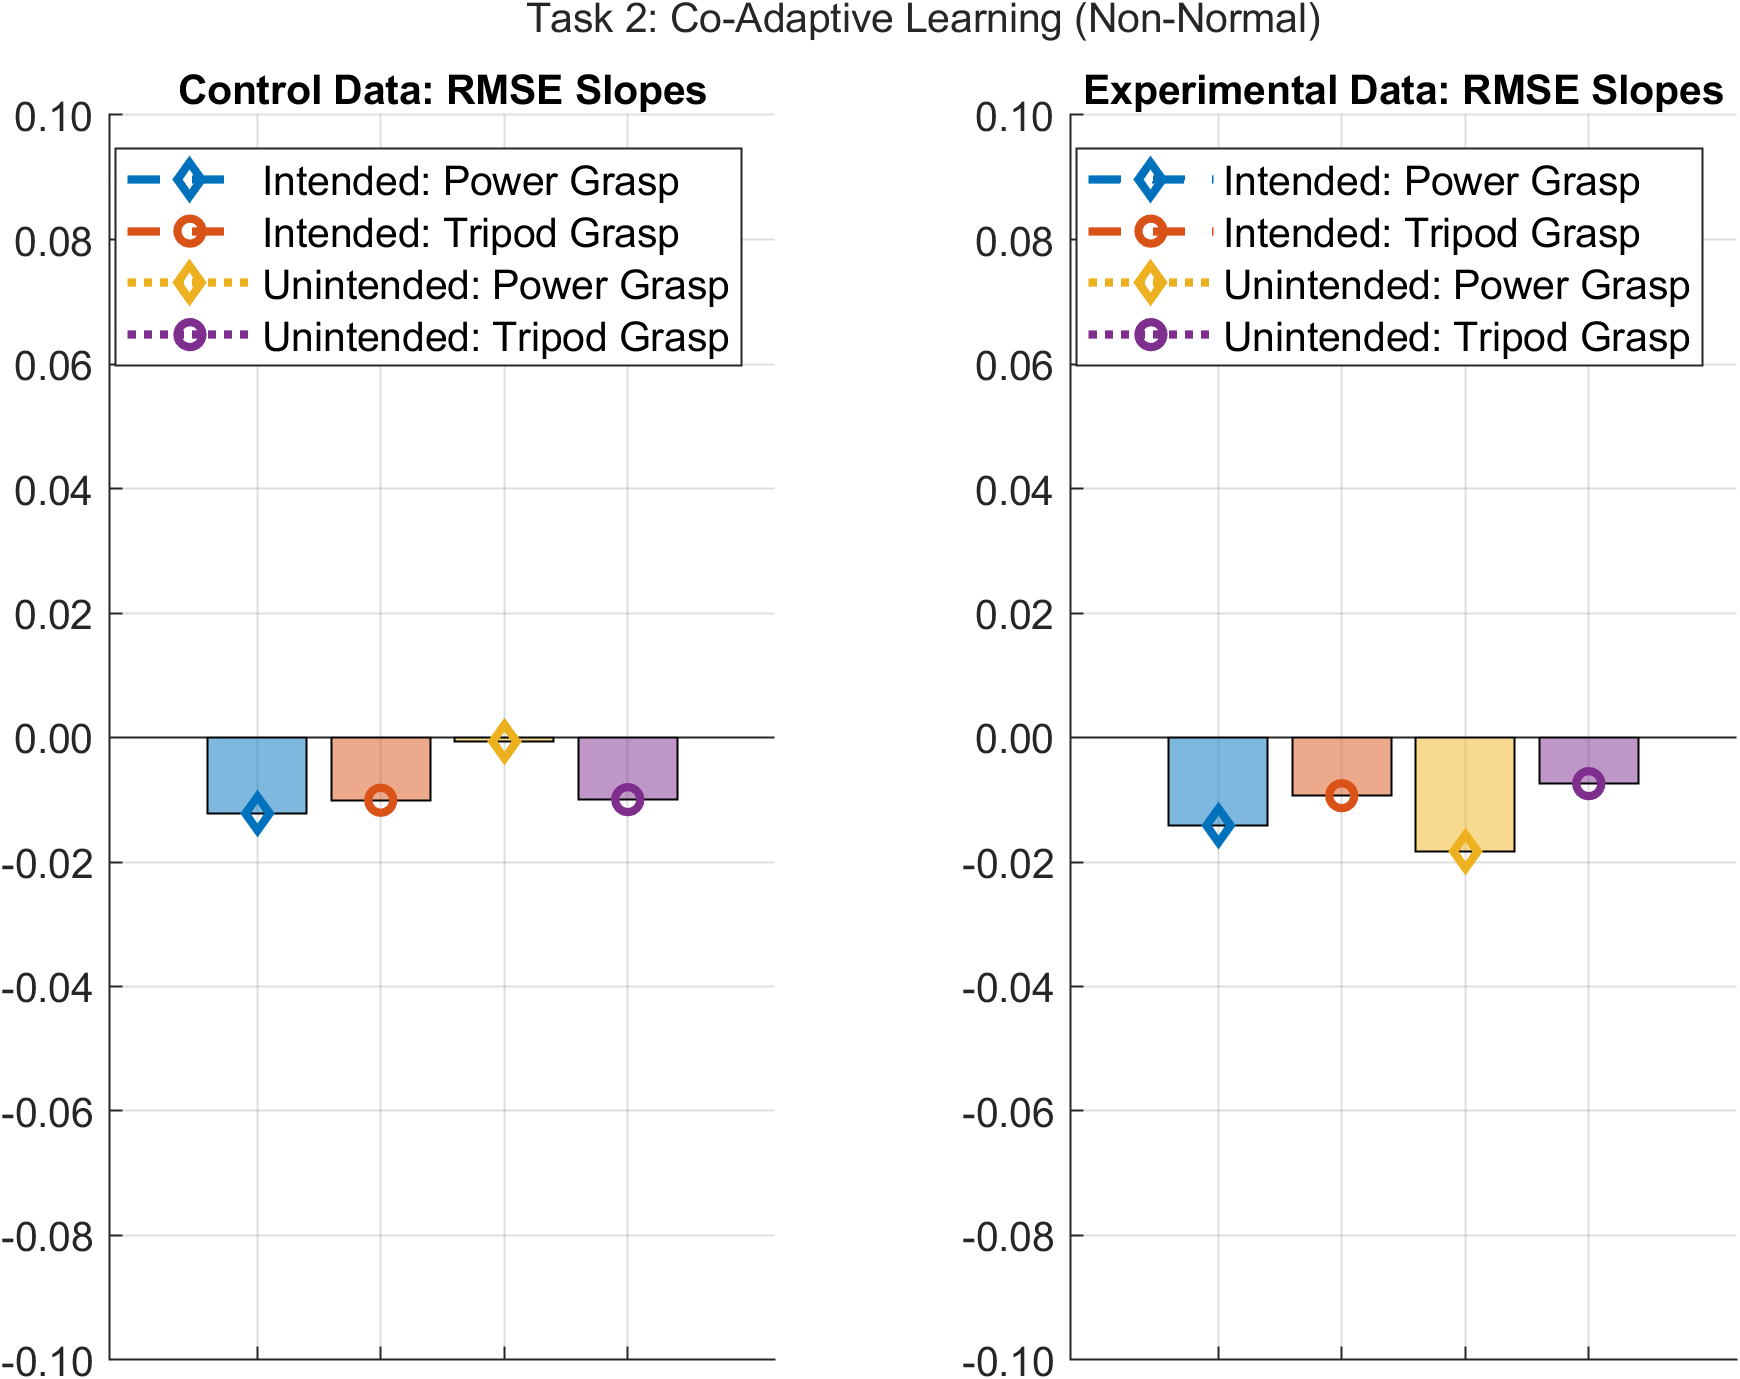 Task 2: Co-Adaptive Learning (Non-Normal)
Control Data: RMSE Slopes
0.10
0.08
0.06
0.04
0.02
0.00
-0.02
-0.04
-0.06
-0.08
-0.10
Intended: Power Grasp
Intended: Tripod Grasp
Unintended: Power Grasp
Unintended: Tripod Grasp
Experimental Data: RMSE Slopes
0.10
0.08
0.06
0.04
0.02
0.00
-0.02
-0.04
-0.06
-0.08
-0.10
Intended: Power Grasp
Intended: Tripod Grasp
Unintended: Power Grasp
Unintended: Tripod Grasp